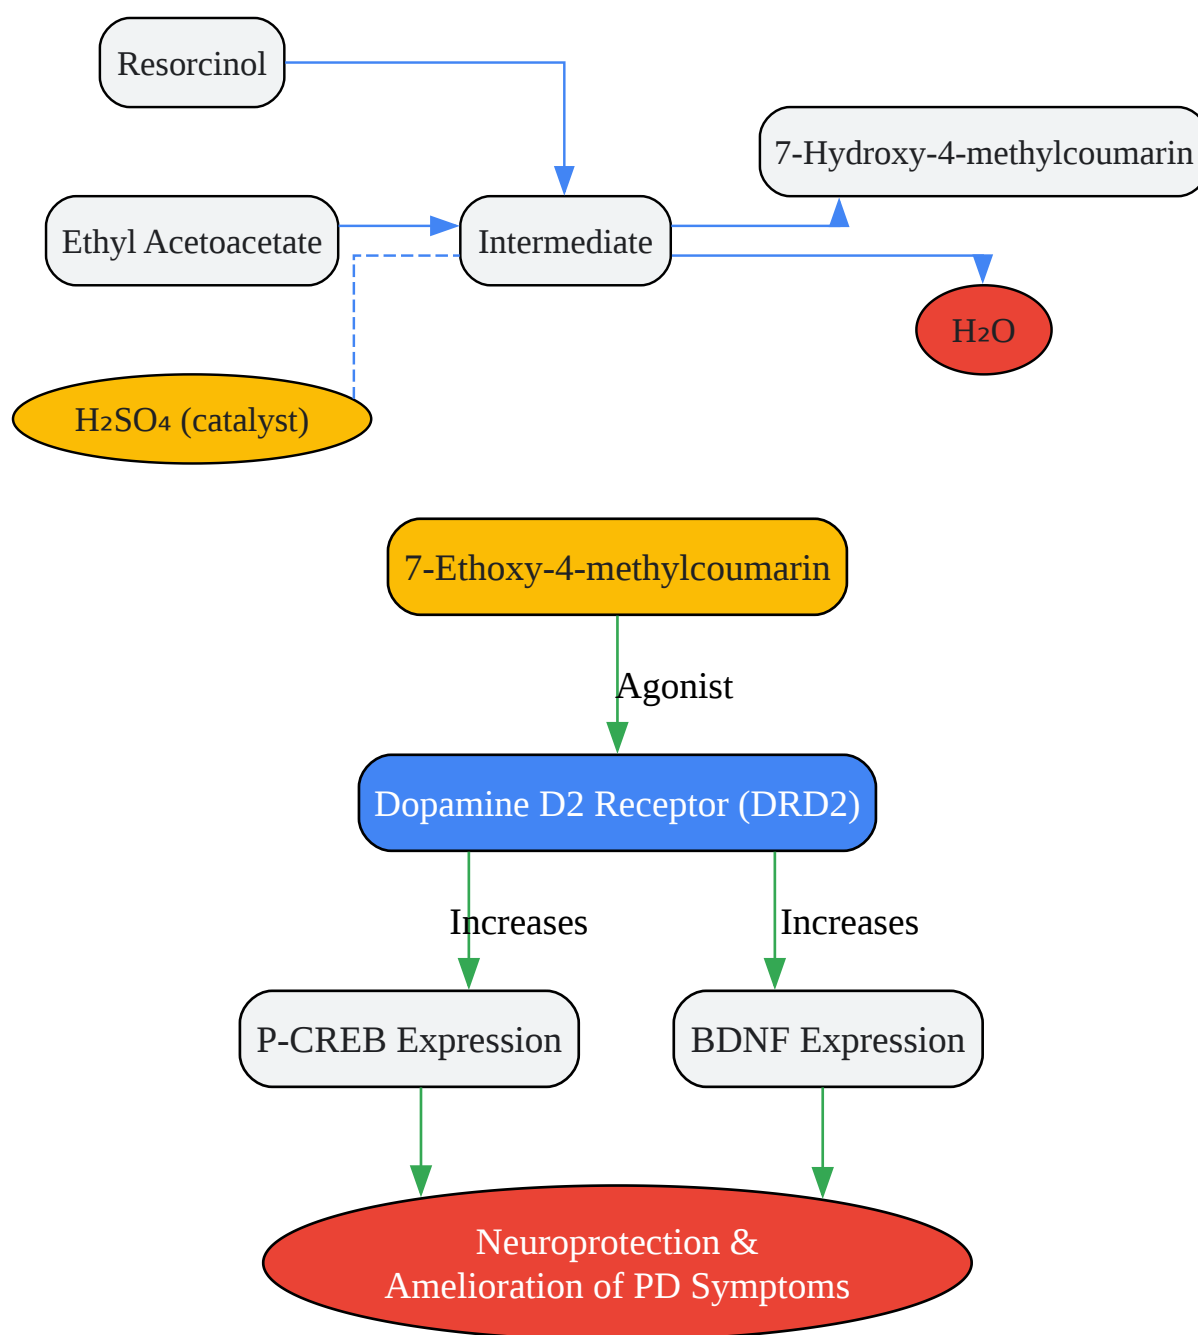 Resorcinol
7-Hydroxy-4-methylcoumarin
Ethyl Acetoacetate
Intermediate
H₂O
H₂SO₄ (catalyst)
7-Ethoxy-4-methylcoumarin
Agonist
Dopamine D2 Receptor (DRD2)
Increases
Increases
P-CREB Expression
BDNF Expression
Neuroprotection &
Amelioration of PD Symptoms